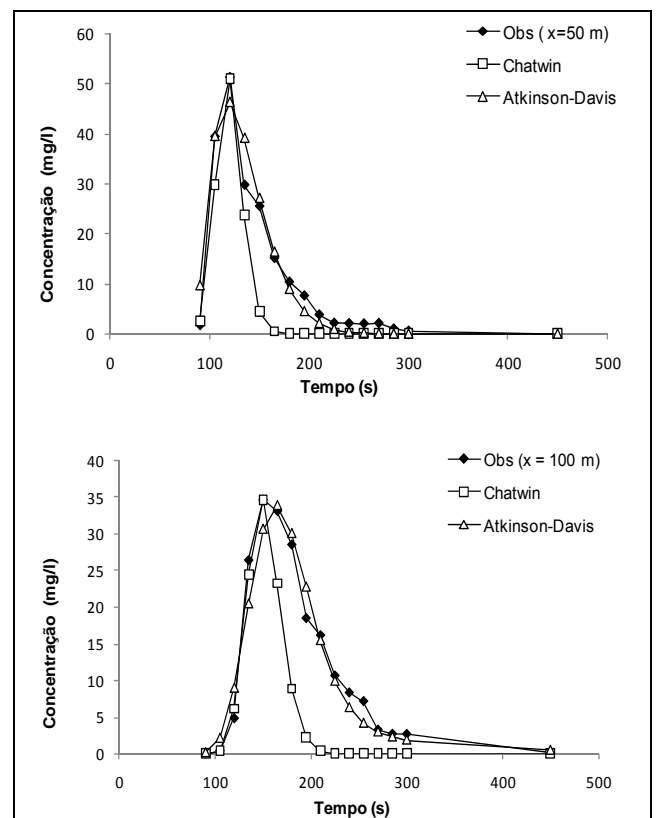 60
50
40
30
20
10
0
0 100 200 300 400 500
Concentração (mg/l)
Tempo (s)
Obs ( x=50 m)
Chatwin
Atkinson-Davis
40
35
30
25
20
15
10
5
0
0 100 200 300 400 500
Concentração (mg/l)
Tempo (s)
Obs (x = 100 m)
Chatwin
Atkinson-Davis